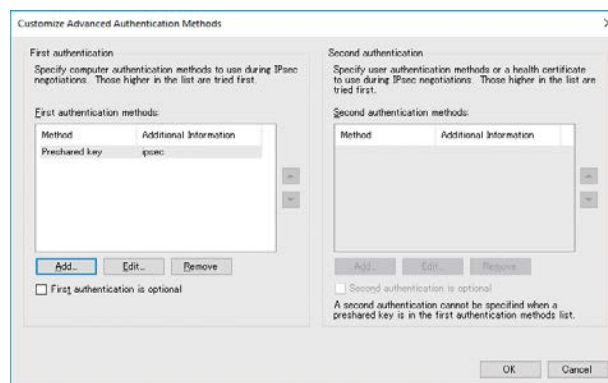 Customize Advanced Authentication Methods
First authentication
Specify computer authentication methods to use during IPsec
negotiations. Those higher in the list are tried first.
First authentication methods:
Method Additional Information
Preshared key ipsec
Add... Edit... Remove
First authentication is optional
Second authentication
Specify user authentication methods or a health certificate
to use during IPsec negotiations. Those higher in the list are
tried first.
Second authentication methods:
Method Additional Information
Add... Edit... Remove
Second authentication is optional
A second authentication cannot be specified when a
preshared key is in the first authentication methods list.
OK Cancel